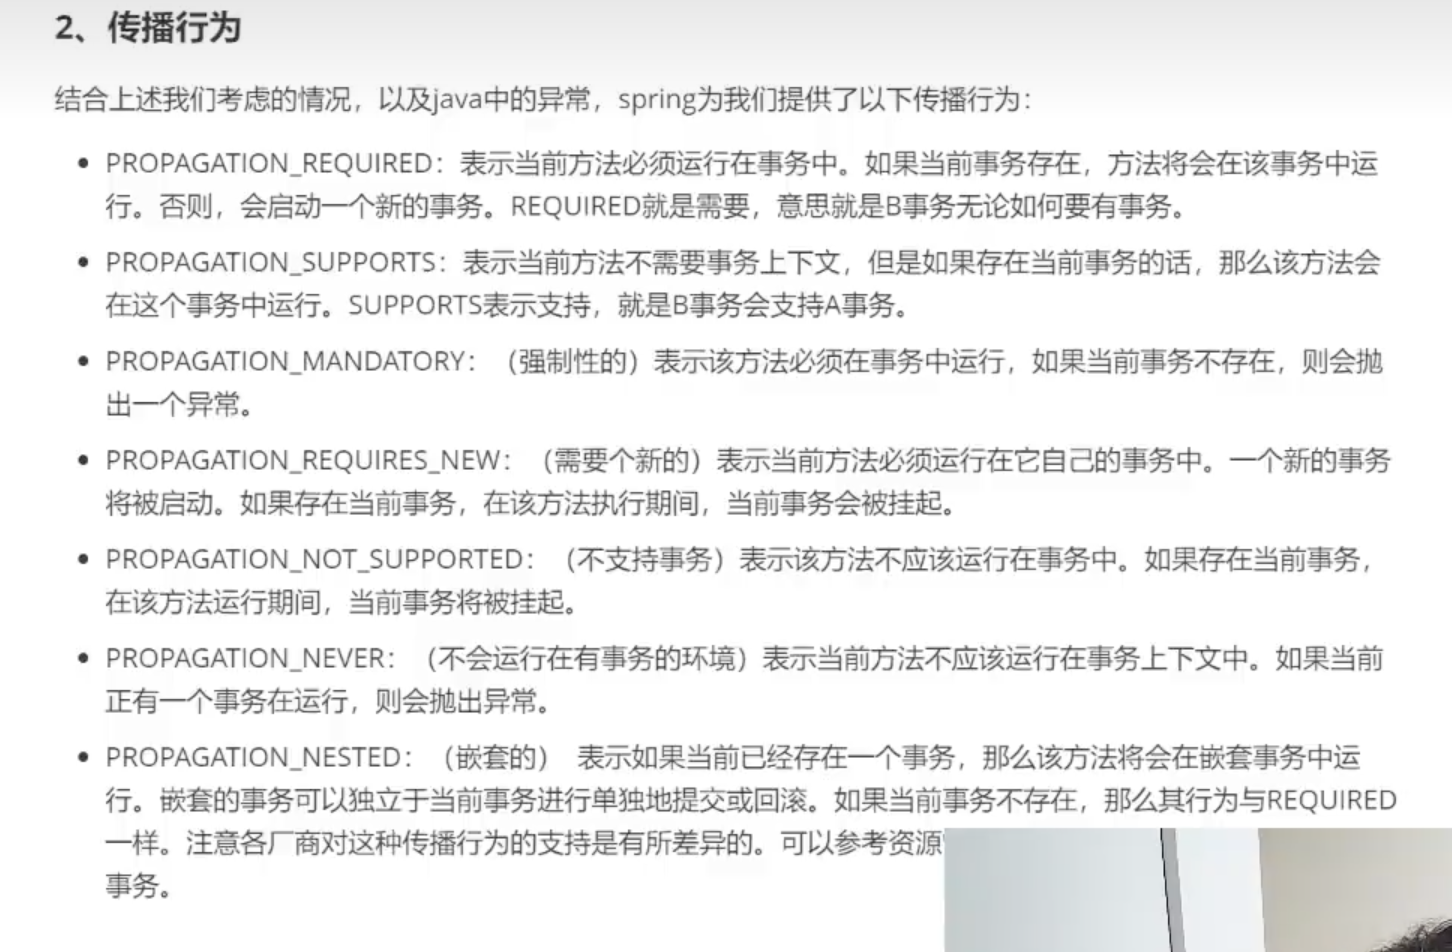 2、传播行为
结合上述我们考虑的情况，以及java中的异常，spring为我们提供了以下传播行为：
PROPAGATION_REQUIRED：表示当前方法必须运行在事务中。如果当前事务存在，方法将会在该事务中运
行。否则，会启动一个新的事务。REQUIRED就是需要，意思就是B事务无论如何要有事务。
PROPAGATION_SUPPORTS：表示当前方法不需要事务上下文，但是如果存在当前事务的话，那么该方法会
在这个事务中运行。SUPPORTS表示支持，就是B事务会支持A事务。
PROPAGATION_MANDATORY：（强制性的）表示该方法必须在事务中运行，如果当前事务不存在，则会抛
出一个异常。
PROPAGATION_REQUIRES_NEW：（需要个新的）表示当前方法必须运行在它自己的事务中。一个新的事务
将被启动。如果存在当前事务，在该方法执行期间，当前事务会被挂起。
PROPAGATION_NOT_SUPPORTED：（不支持事务）表示该方法不应该运行在事务中。如果存在当前事务，
在该方法运行期间，当前事务将被挂起。
PROPAGATION_NEVER：（不会运行在有事务的环境）表示当前方法不应该运行在事务上下文中。如果当前
正有一个事务在运行，则会抛出异常。
PROPAGATION_NESTED：（嵌套的） 表示如果当前已经存在一个事务，那么该方法将会在嵌套事务中运
行。嵌套的事务可以独立于当前事务进行单独地提交或回滚。如果当前事务不存在，那么其行为与REQUIRED
一样。注意各厂商对这种传播行为的支持是有所差异的。可以参考资源
事务。